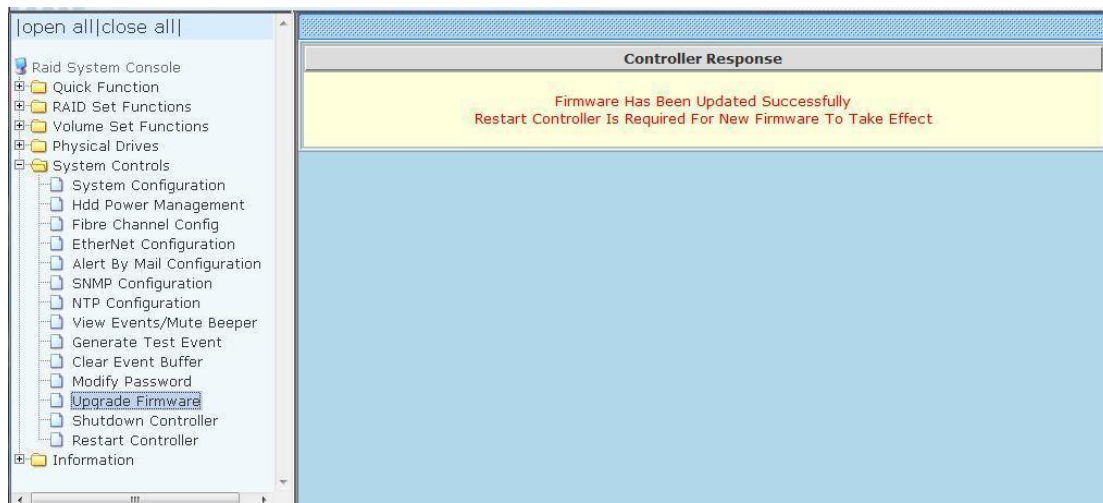 |open all|close all|
Raid System Console
Quick Function
RAID Set Functions
Volume Set Functions
Physical Drives
System Controls
System Configuration
Hdd Power Management
Fibre Channel Config
EtherNet Configuration
Alert By Mail Configuration
SNMP Configuration
NTP Configuration
View Events/Mute Beeper
Generate Test Event
Clear Event Buffer
Modify Password
Upgrade Firmware
Shutdown Controller
Restart Controller
Information
Controller Response
Firmware Has Been Updated Successfully
Restart Controller Is Required For New Firmware To Take Effect